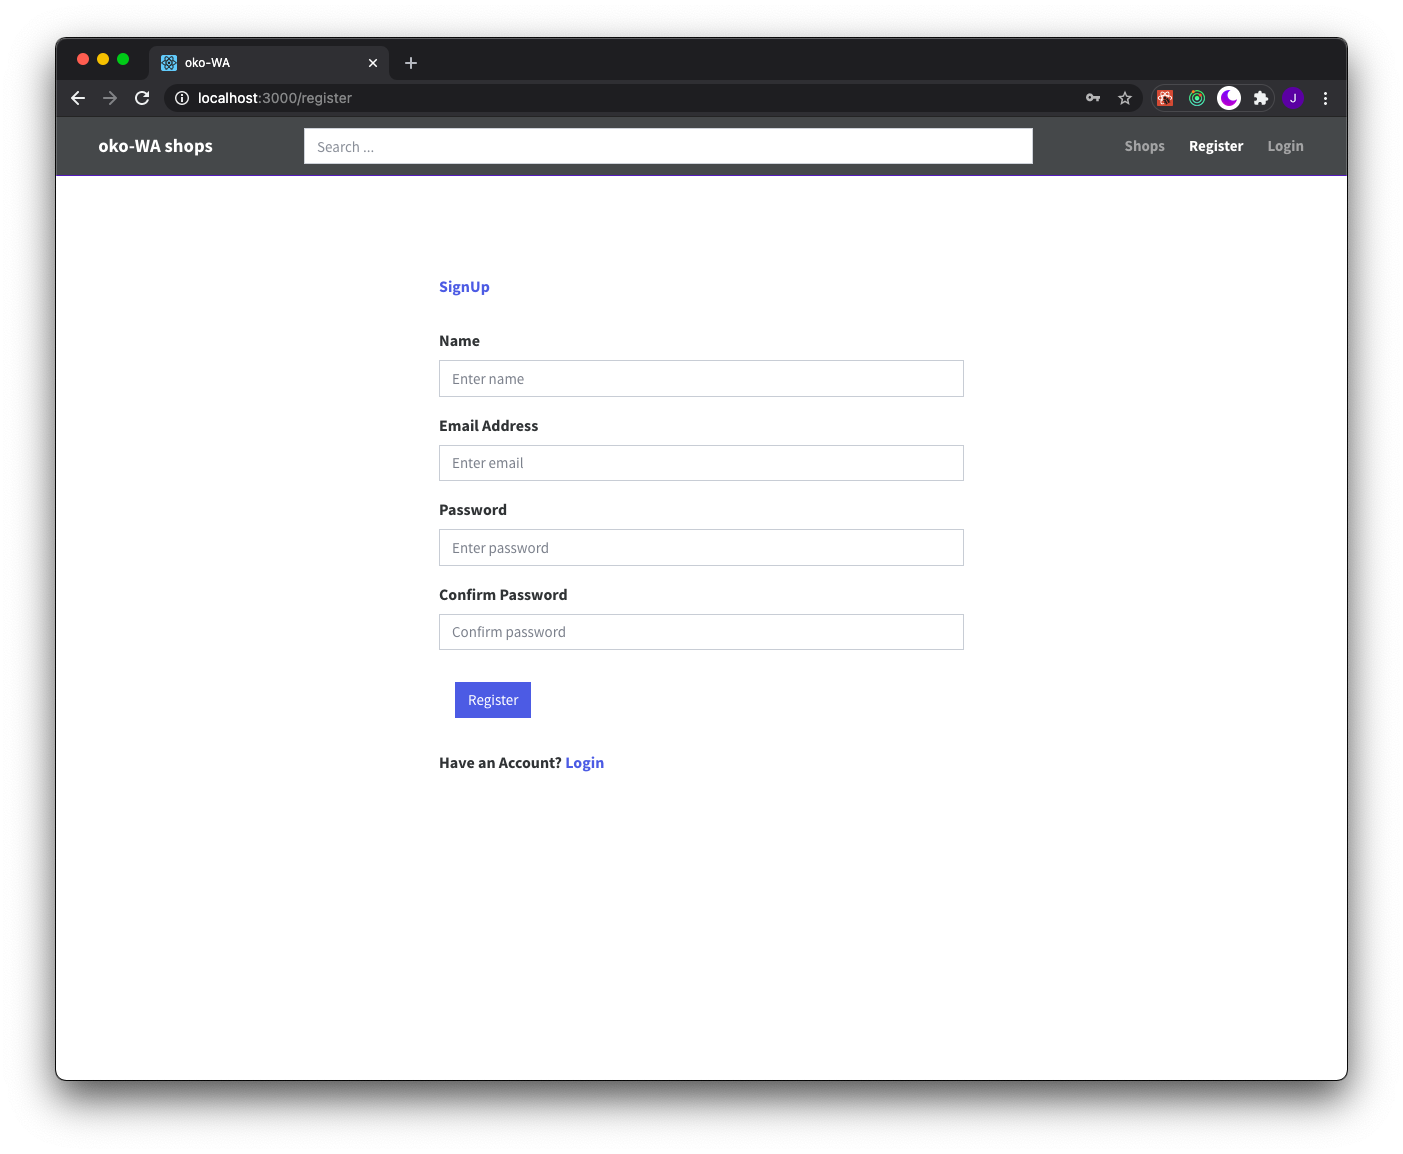 oko-WA
localhost:3000/register
J
oko-WA shops
Search ...
Shops
Register
Login
SignUp
Name
Enter name
Email Address
Enter email
Password
Enter password
Confirm Password
Confirm password
Register
Have an Account? Login